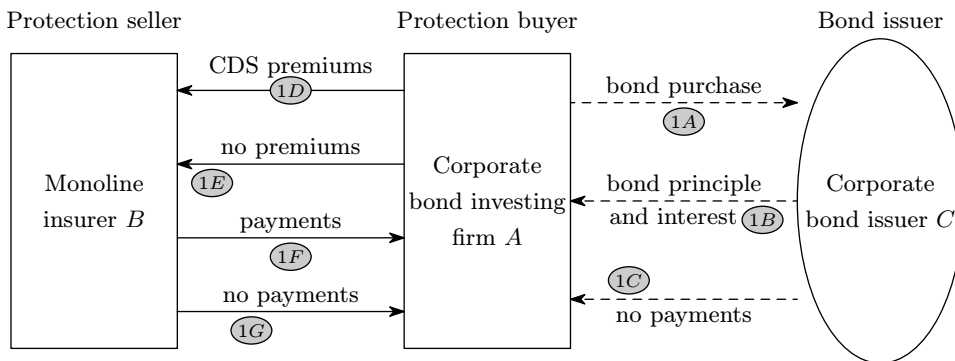 Protection seller
Protection buyer
Bond issuer
CDS premiums
1D
no premiums
1E
payments
1F
no payments
1G
Monoline
insurer B
Corporate
bond investing
firm A
bond purchase
1A
bond principle
and interest 1B
1C
no payments
Corporate
bond issuer C